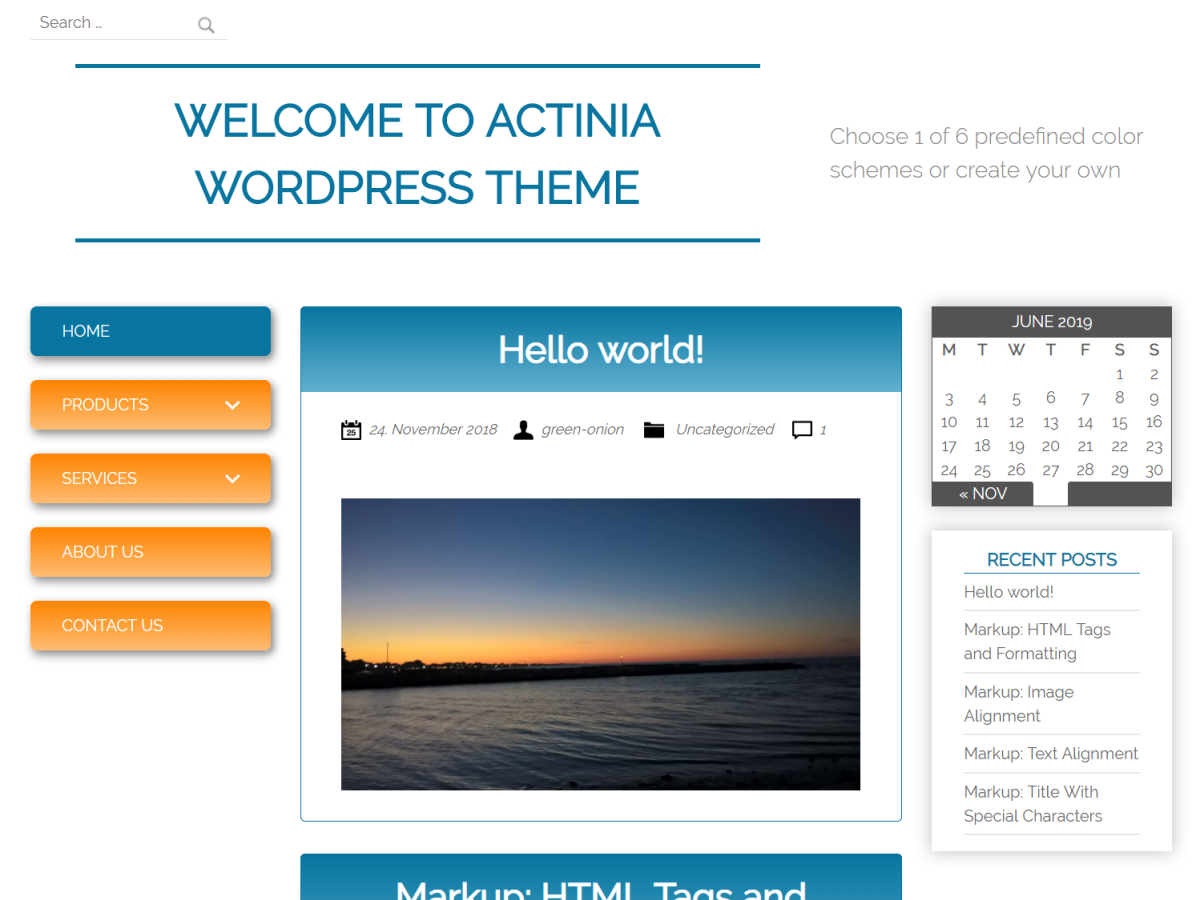 Search …
WELCOME TO ACTINIA
WORDPRESS THEME
Choose 1 of 6 predefined color
schemes or create your own
HOME
PRODUCTS
SERVICES
ABOUT US
CONTACT US
Hello world!
25 24. November 2018 green-onion Uncategorized 1
JUNE 2019
M T W T F S S
1 2
3 4 5 6 7 8 9
10 11 12 13 14 15 16
17 18 19 20 21 22 23
24 25 26 27 28 29 30
« NOV
RECENT POSTS
Hello world!
Markup: HTML Tags
and Formatting
Markup: Image
Alignment
Markup: Text Alignment
Markup: Title With
Special Characters
Markup: HTML Tags and